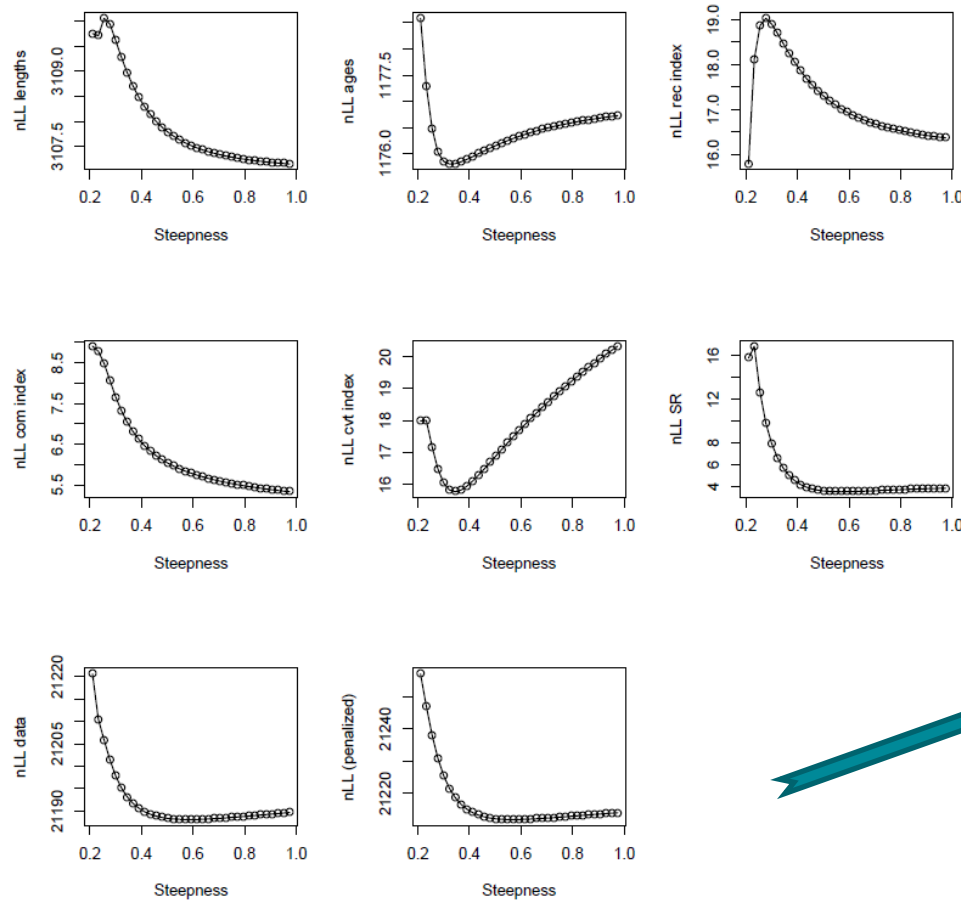 nLL lengths
3107.5 3109.0
0.2 0.4 0.6 0.8 1.0
Steepness
nLL ages
1176.0 1177.5
0.2 0.4 0.6 0.8 1.0
Steepness
nLL rec index
16.0 17.0 18.0 19.0
0.2 0.4 0.6 0.8 1.0
Steepness
nLL com index
5.5 6.5 7.5 8.5
0.2 0.4 0.6 0.8 1.0
Steepness
nLL cvt index
16 17 18 19 20
0.2 0.4 0.6 0.8 1.0
Steepness
nLL SR
4 6 8 12 16
0.2 0.4 0.6 0.8 1.0
Steepness
nLL data
21190 21205 21220
0.2 0.4 0.6 0.8 1.0
Steepness
nLL (penalized)
21220 21240
0.2 0.4 0.6 0.8 1.0
Steepness